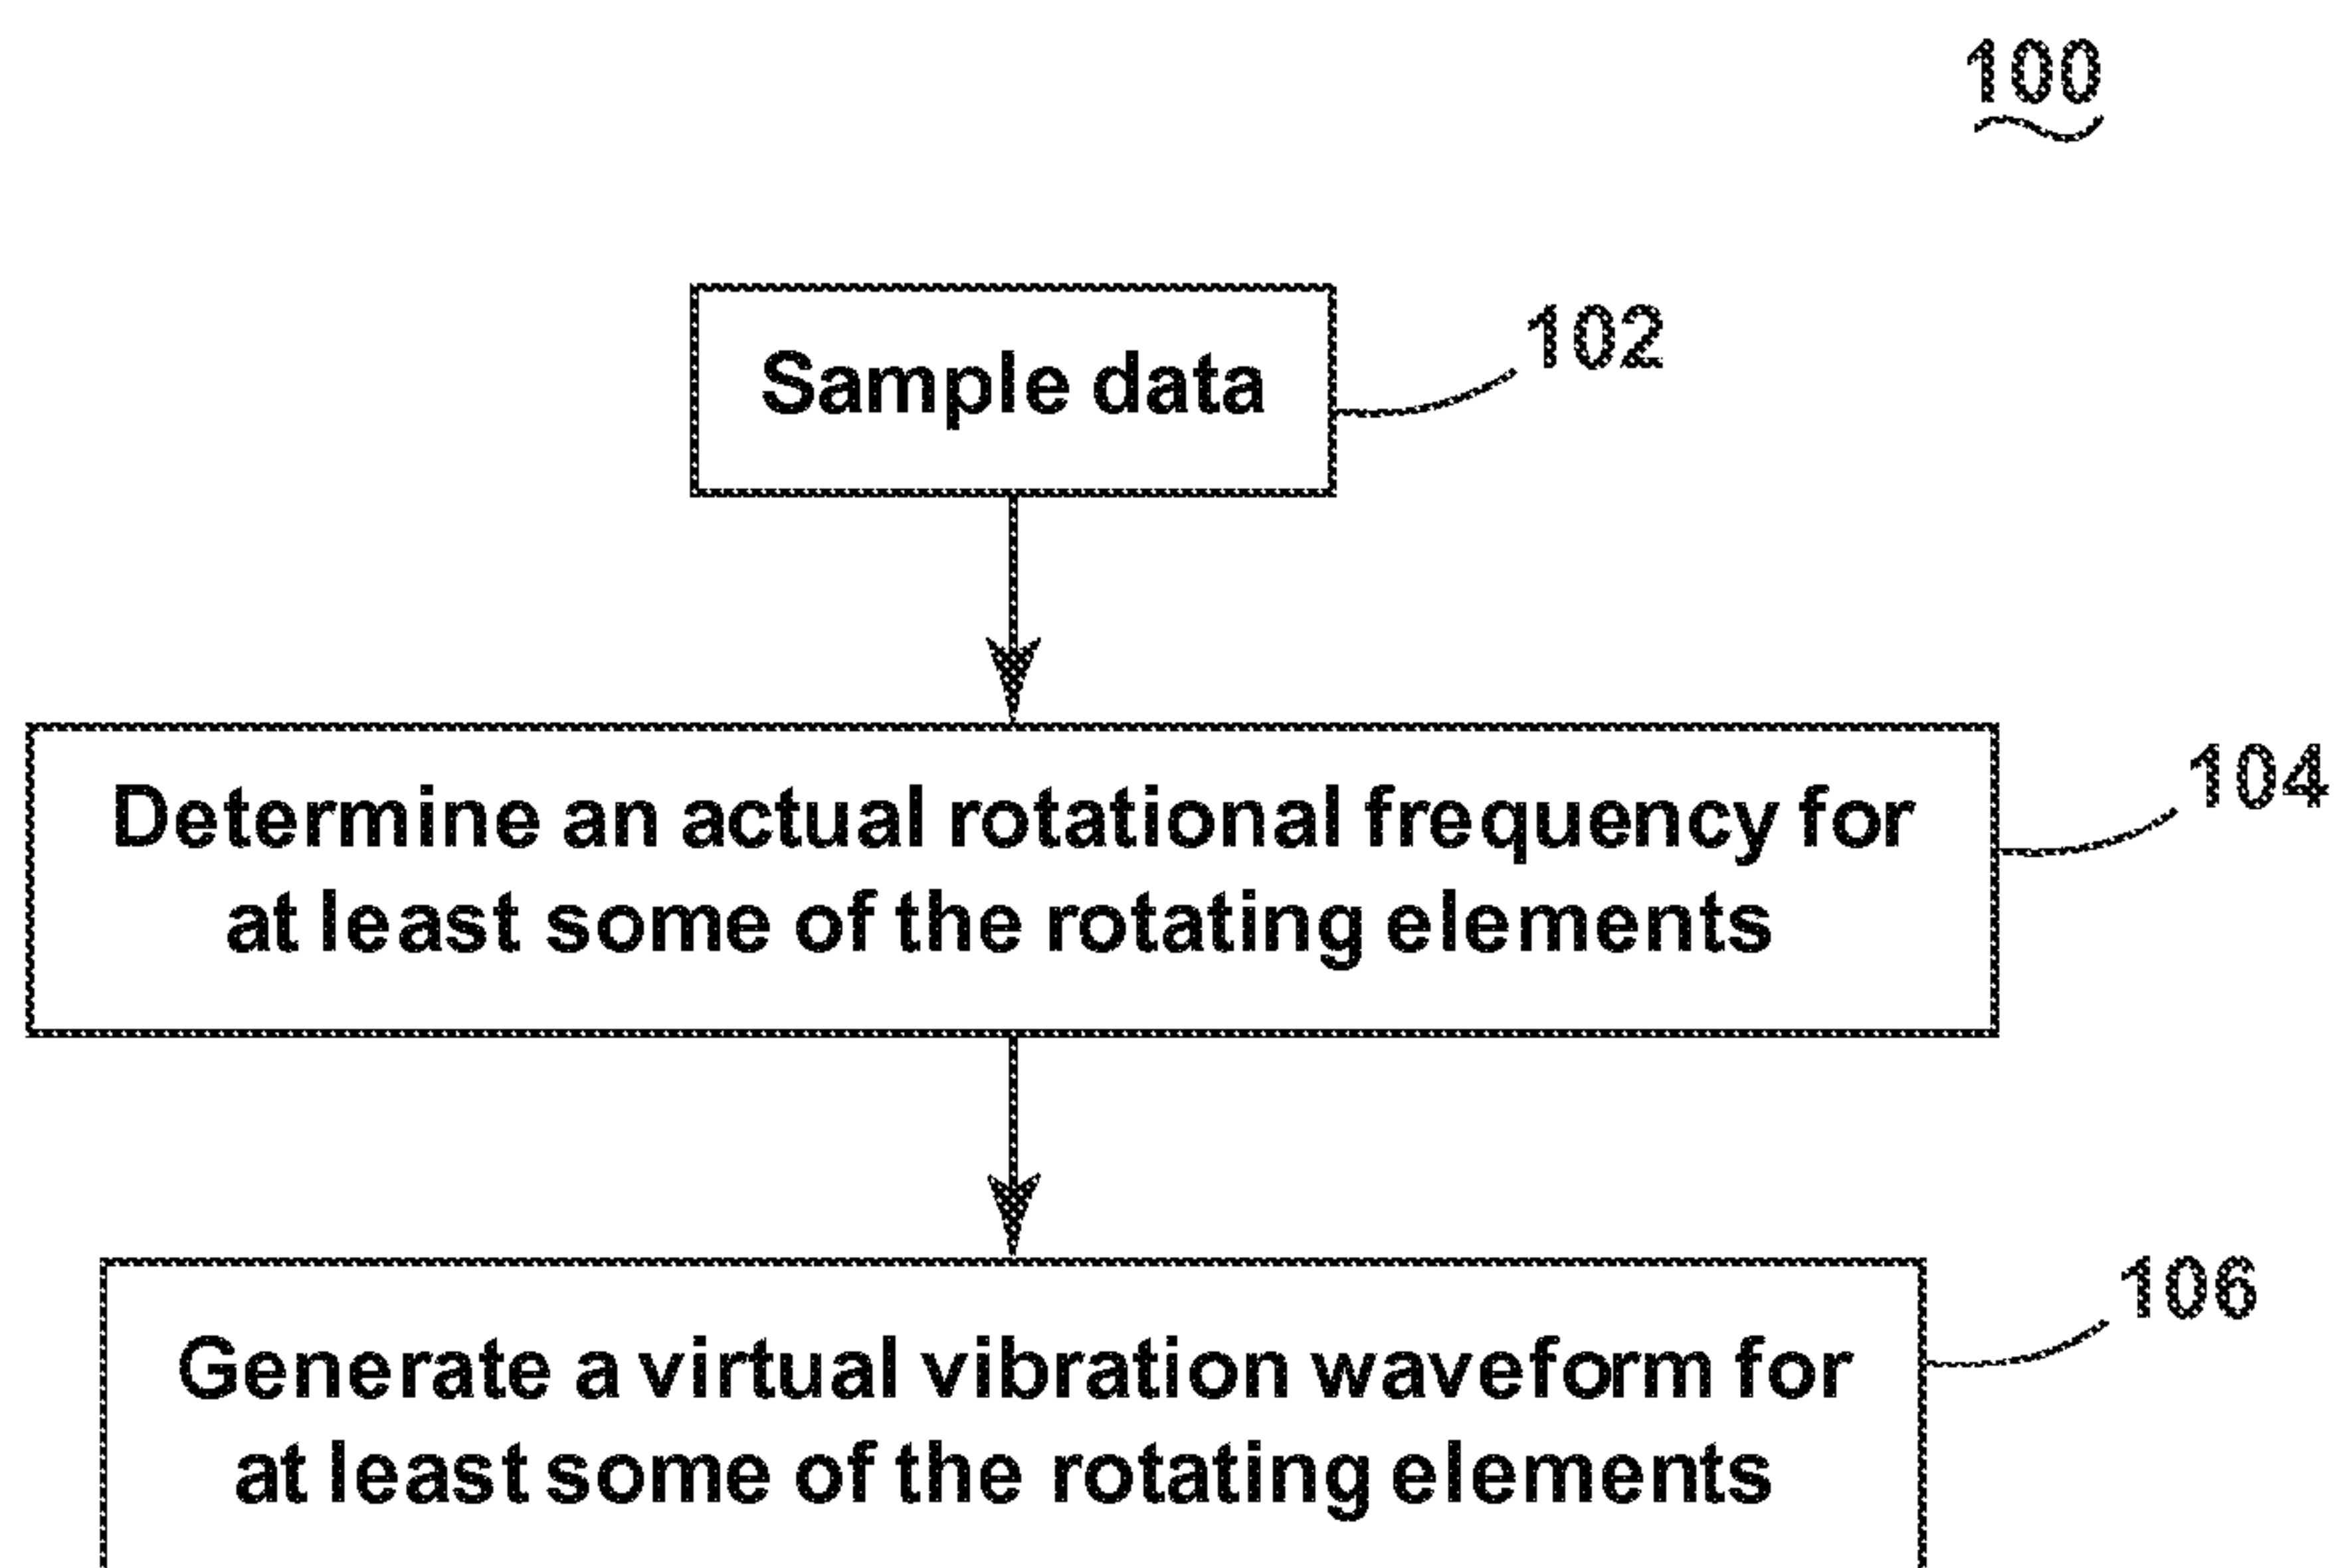 100
Sample data
102
Determine an actual rotational frequency for
at least some of the rotating elements
104
Generate a virtual vibration waveform for
at least some of the rotating elements
106